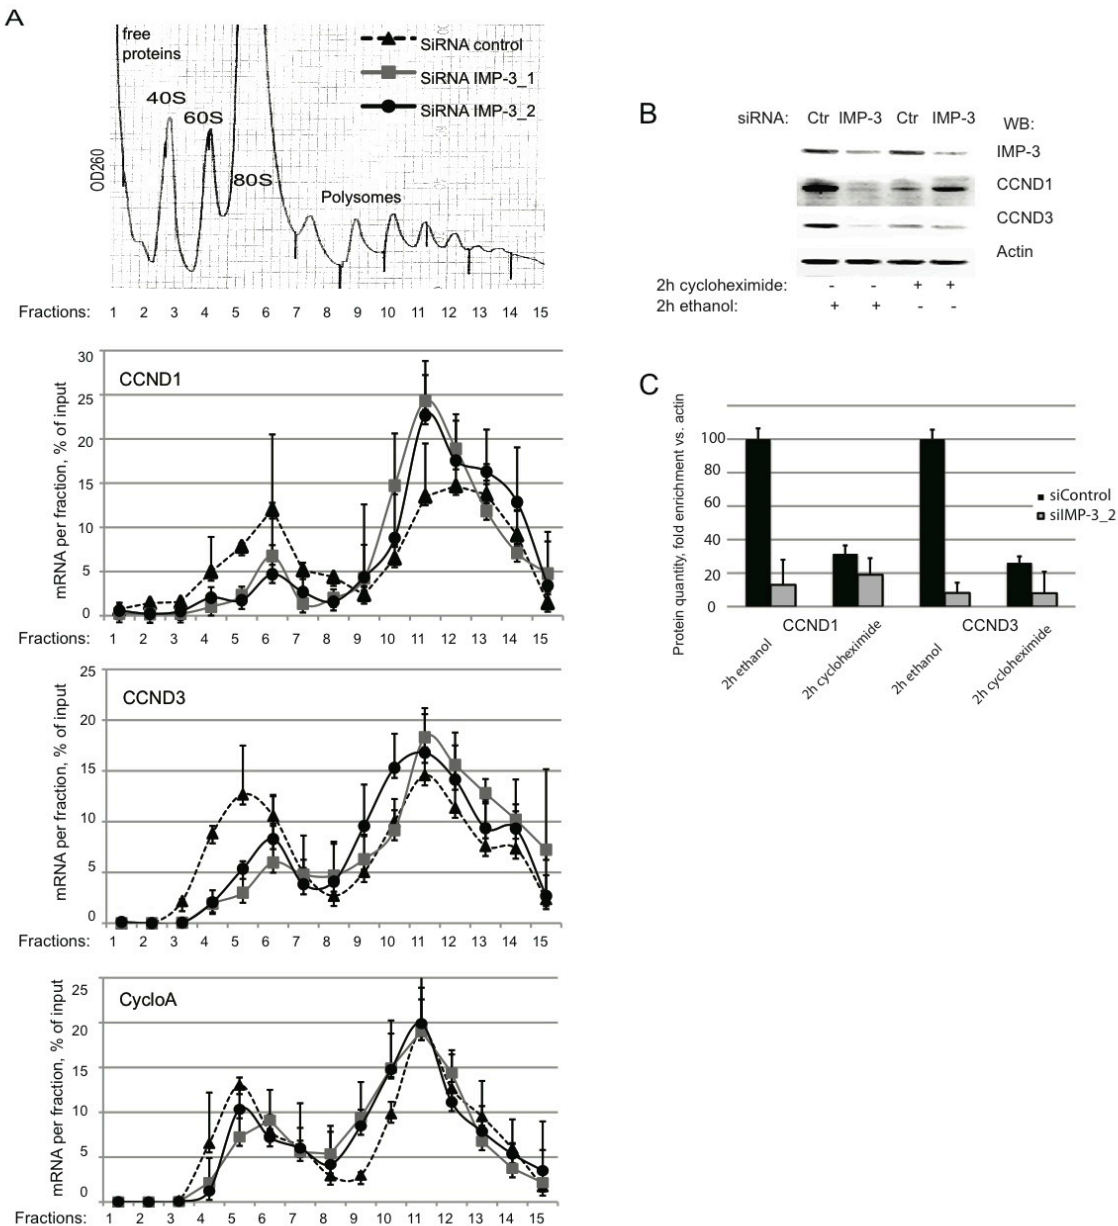 A
free
proteins
40S
60S
80S
Polysomes
OD260
SiRNA control
SiRNA IMP-3_1
SiRNA IMP-3_2
Fractions: 1 2 3 4 5 6 7 8 9 10 11 12 13 14 15
CCND1
mRNA per fraction, % of input
30
25
20
15
10
5
0
Fractions: 1 2 3 4 5 6 7 8 9 10 11 12 13 14 15
CCND3
mRNA per fraction, % of input
25
20
15
10
5
0
Fractions: 1 2 3 4 5 6 7 8 9 10 11 12 13 14 15
CycloA
mRNA per fraction, % of input
25
20
15
10
5
0
Fractions: 1 2 3 4 5 6 7 8 9 10 11 12 13 14 15
B
siRNA: Ctr IMP-3 Ctr IMP-3
WB:
IMP-3
CCND1
CCND3
Actin
2h cycloheximide: - - + +
2h ethanol: + + - -
C
Protein quantity, fold enrichment vs. actin
100
80
60
40
20
0
siControl
siIMP-3_2
CCND1 CCND3
2h ethanol
2h cycloheximide
2h ethanol
2h cycloheximide